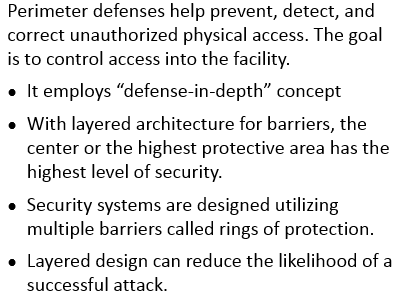 Perimeter defenses help prevent, detect, and
correct unauthorized physical access. The goal
is to control access into the facility.
• It employs “defense-in-depth” concept
• With layered architecture for barriers, the
center or the highest protective area has the
highest level of security.
• Security systems are designed utilizing
multiple barriers called rings of protection.
• Layered design can reduce the likelihood of a
successful attack.